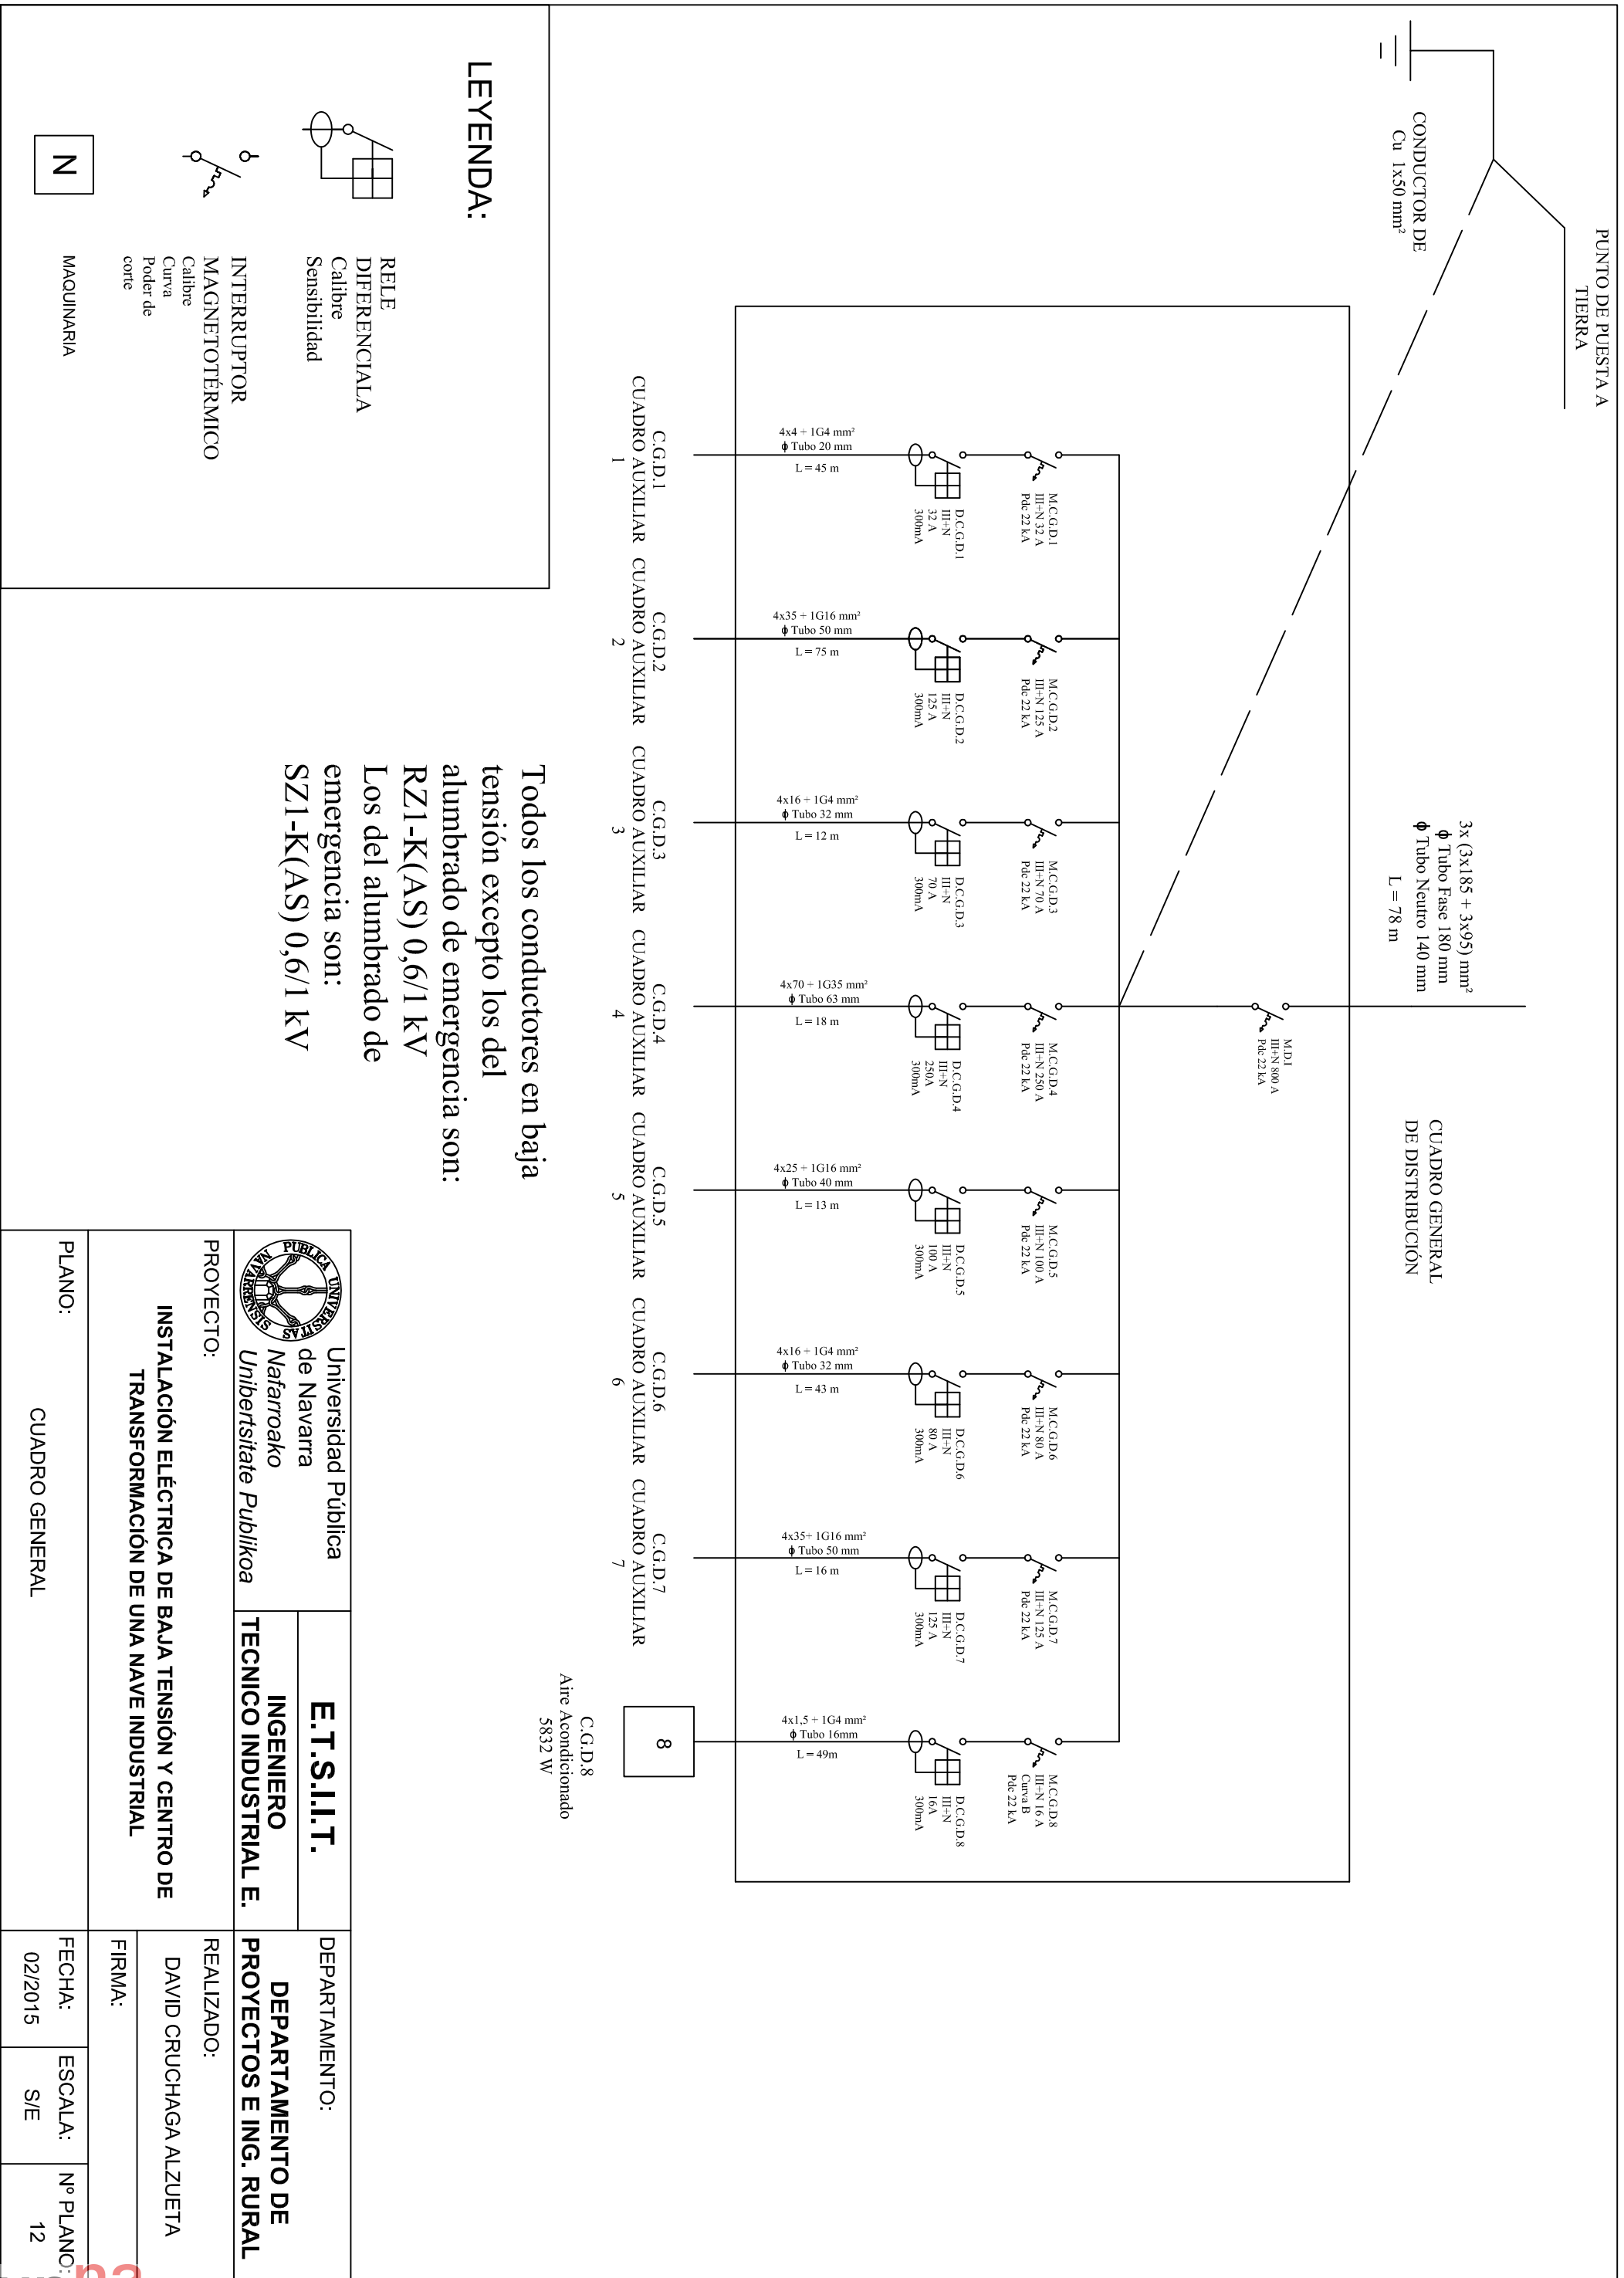 PUNTO DE PUESTA A
TIERRA
CONDUCTOR DE
Cu 1x50 mm²
3x (3x185 + 3x95) mm²
ϕ Tubo Fase 180 mm
ϕ Tubo Neutro 140 mm
L = 78 m
CUADRO GENERAL
DE DISTRIBUCIÓN
M.D.I
III+N 800 A
Pdc 22 kA
M.C.G.D.1
III+N 32 A
Pdc 22 kA
D.C.G.D.1
III+N
32 A
300mA
4x4 + 1G4 mm²
ϕ Tubo 20 mm
L = 45 m
C.G.D.1
CUADRO AUXILIAR
1
M.C.G.D.2
III+N 125 A
Pdc 22 kA
D.C.G.D.2
III+N
125 A
300mA
4x35 + 1G16 mm²
ϕ Tubo 50 mm
L = 75 m
C.G.D.2
CUADRO AUXILIAR
2
M.C.G.D.3
III+N 70 A
Pdc 22 kA
D.C.G.D.3
III+N
70 A
300mA
4x16 + 1G4 mm²
ϕ Tubo 32 mm
L = 12 m
C.G.D.3
CUADRO AUXILIAR
3
M.C.G.D.4
III+N 250 A
Pdc 22 kA
D.C.G.D.4
III+N
250A
300mA
4x70 + 1G35 mm²
ϕ Tubo 63 mm
L = 18 m
C.G.D.4
CUADRO AUXILIAR
4
M.C.G.D.5
III+N 100 A
Pdc 22 kA
D.C.G.D.5
III+N
100 A
300mA
4x25 + 1G16 mm²
ϕ Tubo 40 mm
L = 13 m
C.G.D.5
CUADRO AUXILIAR
5
M.C.G.D.6
III+N 80 A
Pdc 22 kA
D.C.G.D.6
III+N
80 A
300mA
4x16 + 1G4 mm²
ϕ Tubo 32 mm
L = 43 m
C.G.D.6
CUADRO AUXILIAR
6
M.C.G.D.7
III+N 125 A
Pdc 22 kA
D.C.G.D.7
III+N
125 A
300mA
4x35+ 1G16 mm²
ϕ Tubo 50 mm
L = 16 m
C.G.D.7
CUADRO AUXILIAR
7
M.C.G.D.8
III+N 16 A
Curva B
Pdc 22 kA
D.C.G.D.8
III+N
16A
300mA
4x1,5 + 1G4 mm²
ϕ Tubo 16mm
L = 49m
8
C.G.D.8
Aire Acondicionado
5832 W
LEYENDA:
RELE
DIFERENCIALA
Calibre
Sensibilidad
INTERRUPTOR
MAGNETOTÉRMICO
Calibre
Curva
Poder de
corte
N
MAQUINARIA
Todos los conductores en baja
tensión excepto los del
alumbrado de emergencia son:
RZ1-K(AS) 0,6/1 kV
Los del alumbrado de
emergencia son:
SZ1-K(AS) 0,6/1 kV
PUBLICA UNIVERSITAS NAVARRENSIS
Universidad Pública
de Navarra
Nafarroako
Unibertsitate Publikoa
E.T.S.I.I.T.
INGENIERO
TECNICO INDUSTRIAL E.
DEPARTAMENTO:
DEPARTAMENTO DE
PROYECTOS E ING. RURAL
PROYECTO:
INSTALACIÓN ELÉCTRICA DE BAJA TENSIÓN Y CENTRO DE
TRANSFORMACIÓN DE UNA NAVE INDUSTRIAL
REALIZADO:
DAVID CRUCHAGA ALZUETA
FIRMA:
PLANO:
CUADRO GENERAL
FECHA:
02/2015
ESCALA:
S/E
Nº PLANO:
12